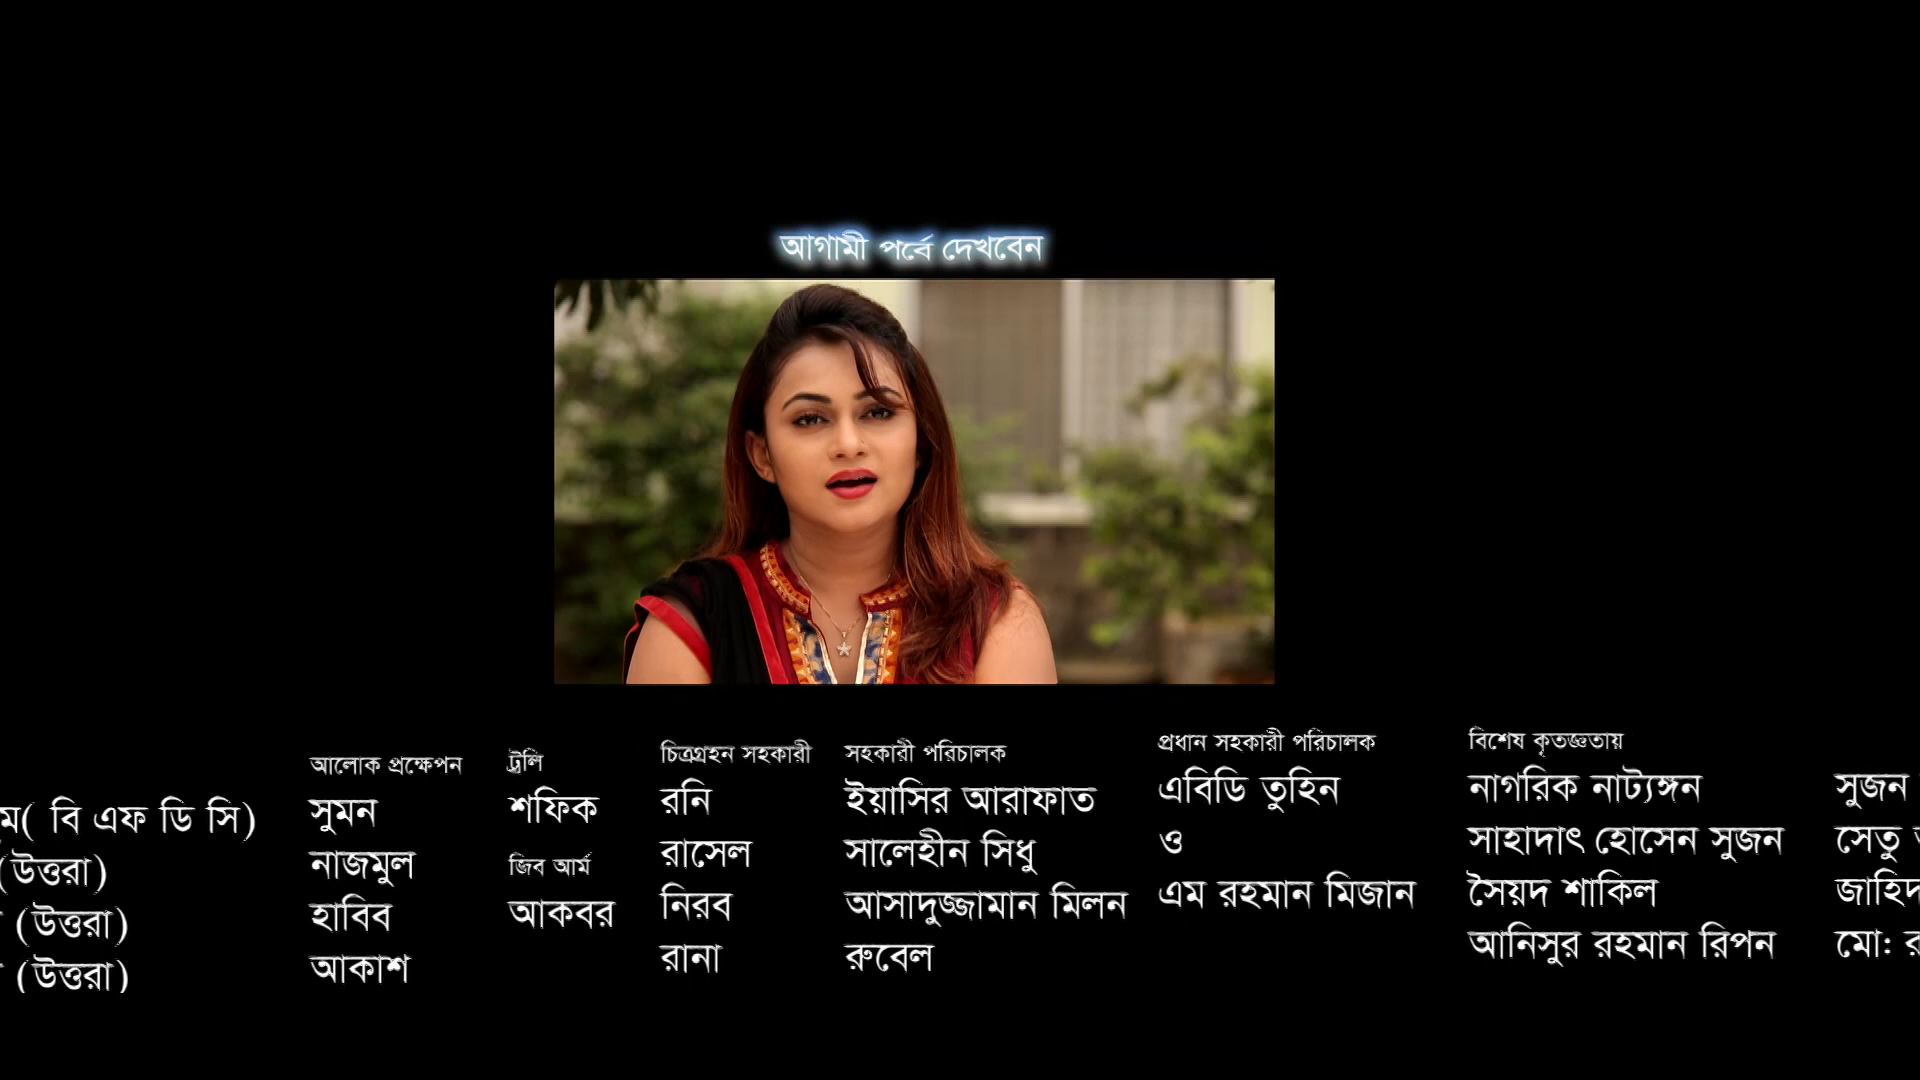 আগামী পর্বে দেখবেন
( বি এফ ডি সি)
(উত্তরা)
(উত্তরা)
(উত্তরা)
আলোক প্রক্ষেপন
সুমন
নাজমুল
হাবিব
আকাশ
ট্রলি
শফিক
জিব আর্ম
আকবর
চিত্রগ্রহন সহকারী
রনি
রাসেল
নিরব
রানা
সহকারী পরিচালক
ইয়াসির আরাফাত
সালেহীন সিধু
আসাদুজ্জামান মিলন
রুবেল
প্রধান সহকারী পরিচালক
এবিডি তুহিন
ও
এম রহমান মিজান
বিশেষ কৃতজ্ঞতায়
নাগরিক নাট্যঙ্গন
সাহাদাৎ হোসেন সুজন
সৈয়দ শাকিল
আনিসুর রহমান রিপন
সুজন
সেতু
মো: